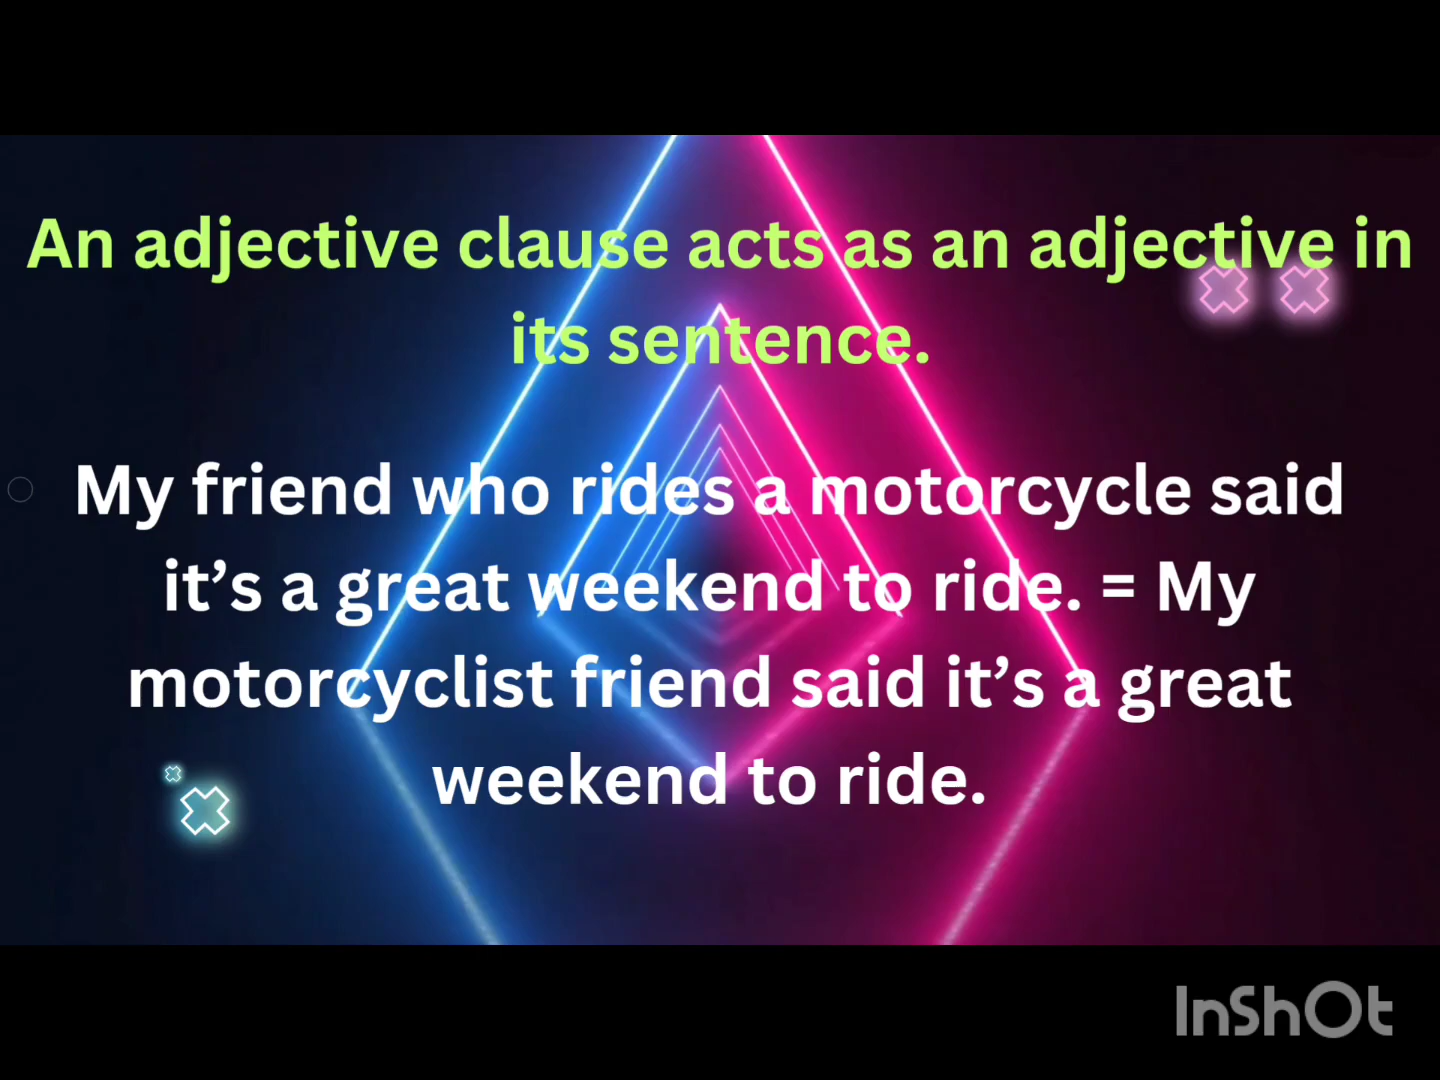 An adjective clause acts as an adjective in
its sentence.
My friend who rides a motorcycle said
it’s a great weekend to ride. = My
motorcyclist friend said it’s a great
weekend to ride.
InShOt